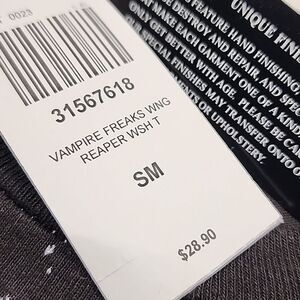 0023
31567618
VAMPIRE FREAKS WNG
REAPER WSH T
SM
$28.90
UNIQUE FINI
FEATURE HAND FINISHING,
DESTROY AND REPAIR, AND SPEC
MAKE EACH GARMENT ONE OF A KIN
ONLY GET BETTER WITH AGE. PLEASE BE CA
SPECIAL FINISHES MAY TRANSFER ONTO O
OR UPHOLSTERY.